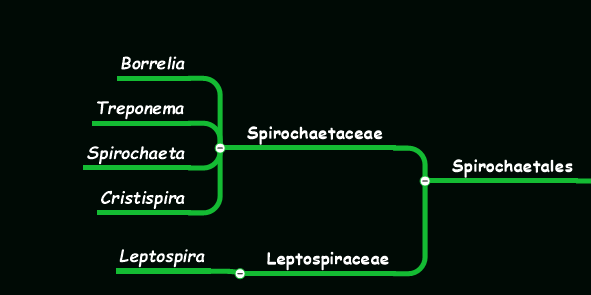 Borrelia
Treponema
Spirochaetaceae
Spirochaeta
Spirochaetales
Cristispira
Leptospira
Leptospiraceae